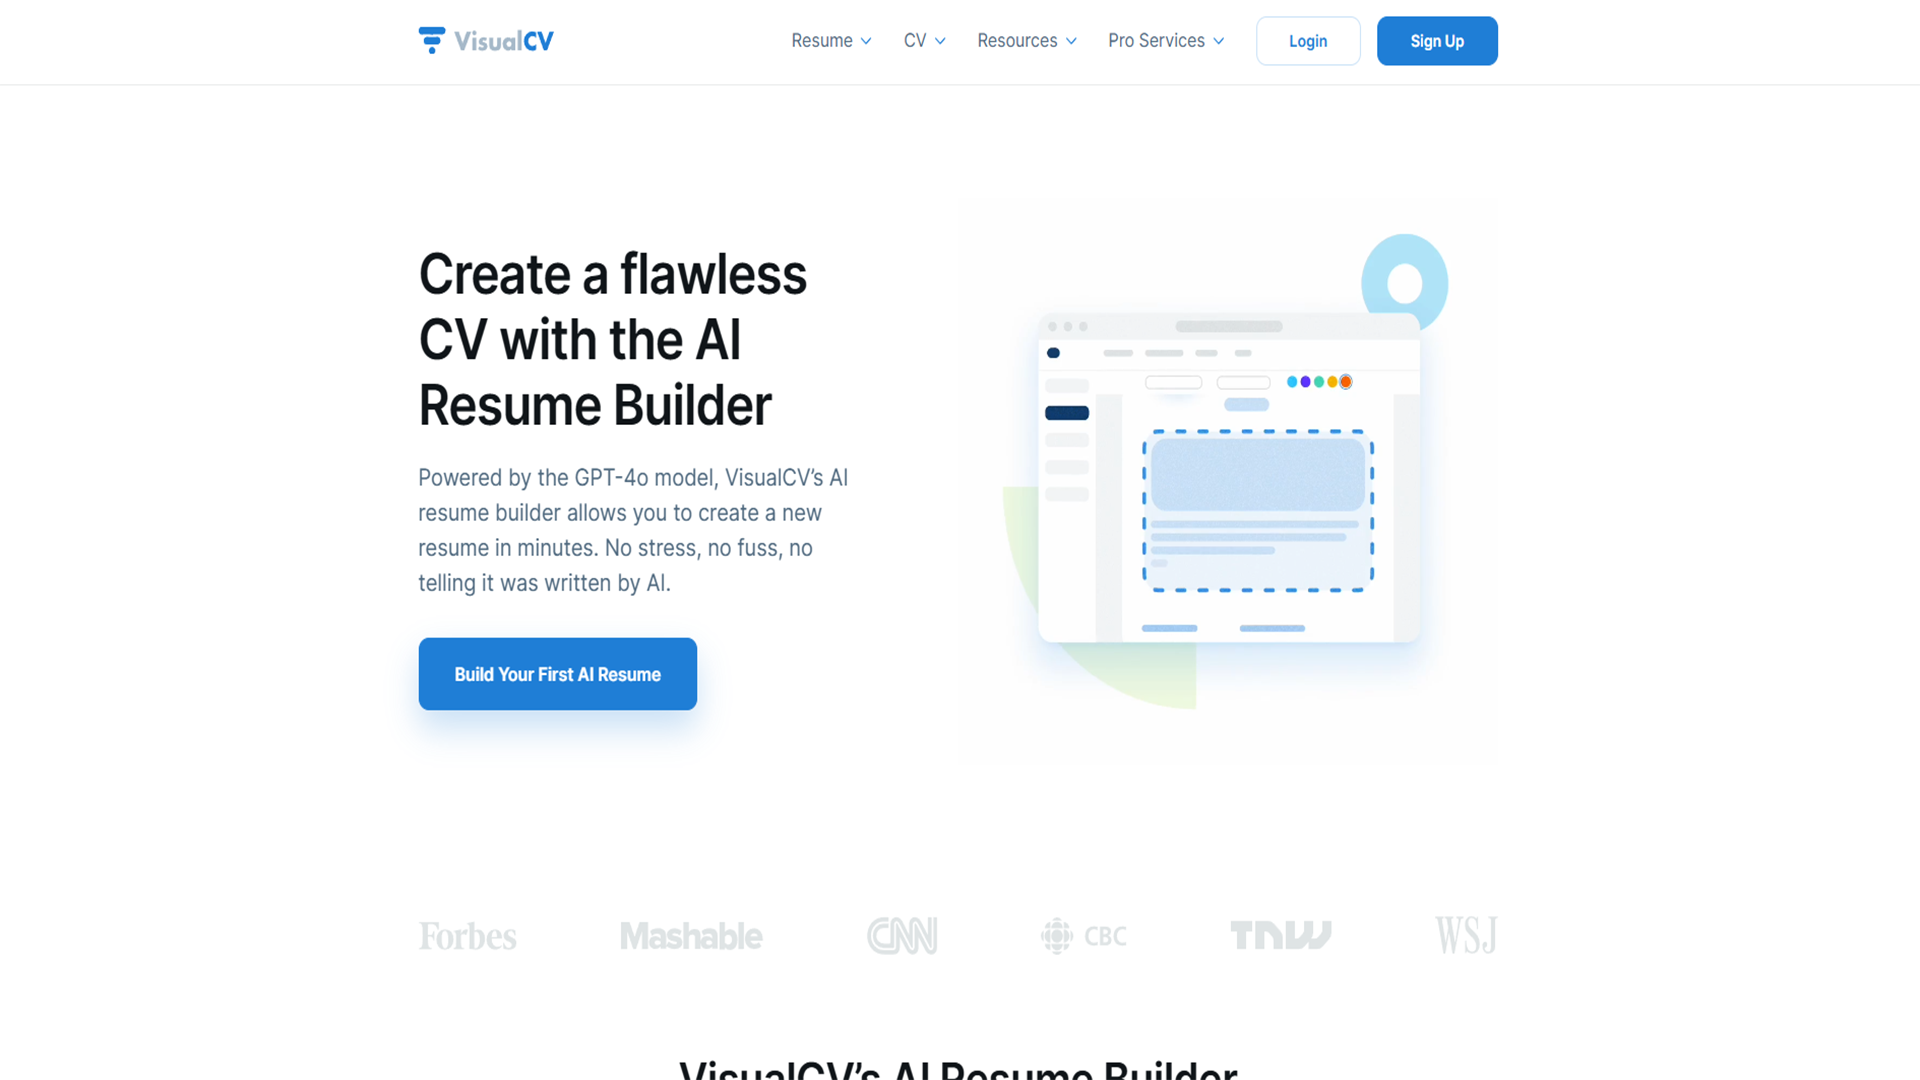 VisualCV
Resume
CV
Resources
Pro Services
Login
Sign Up
Create a flawless
CV with the AI
Resume Builder
Powered by the GPT-4o model, VisualCV’s AI
resume builder allows you to create a new
resume in minutes. No stress, no fuss, no
telling it was written by AI.
Build Your First AI Resume
Forbes
Mashable
CNN
CBC
TNW
WSJ
VisualCV’s AI Resume Builder